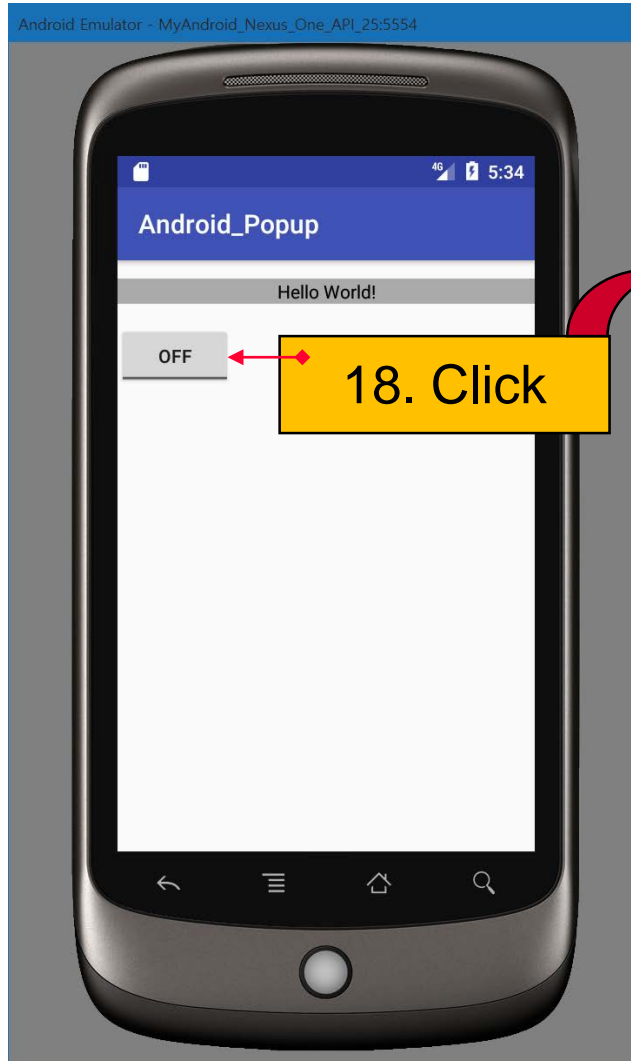 Android Emulator - MyAndroid_Nexus_One_API_25:5554
4G 5:34
Android_Popup
Hello World!
OFF
18. Click